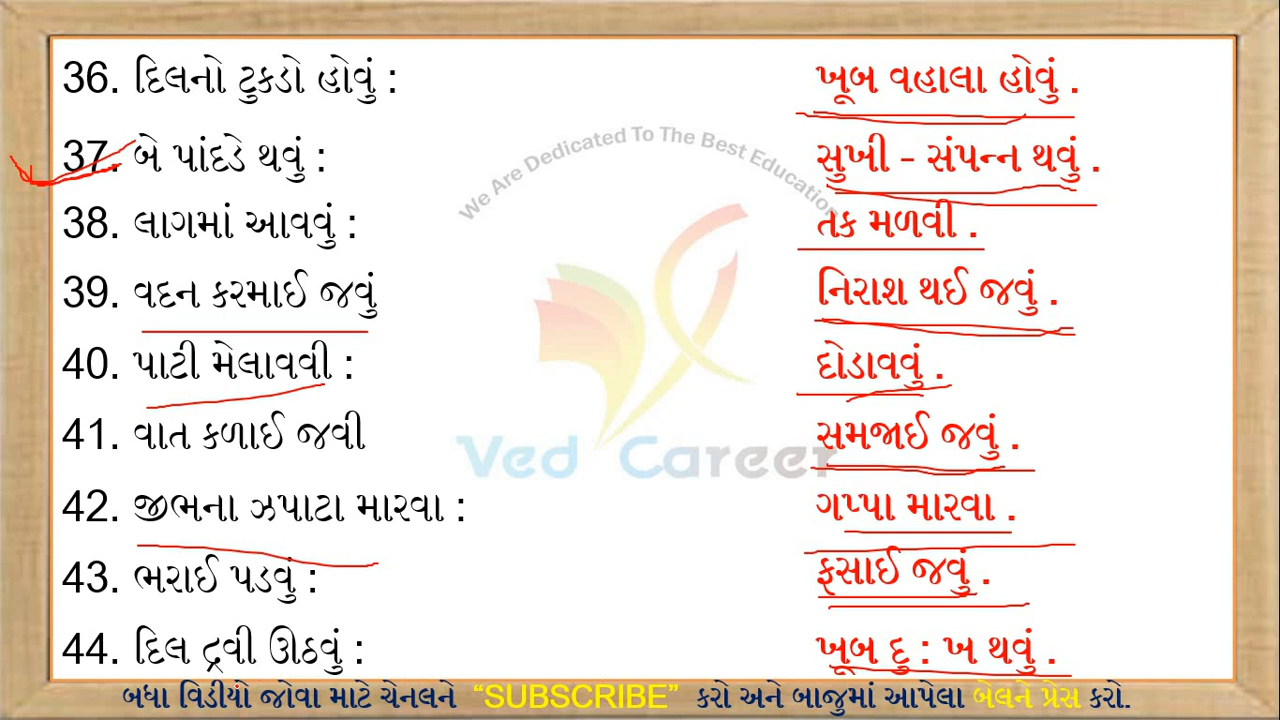 36. દિલનો ટુકડો હોવું : ખૂબ વહાલા હોવું .
We Are Dedicated To The Best Education
37. બે પાંદડે થવું : સુખી - સંપન્ન થવું .
38. લાગમાં આવવું : તક મળવી .
39. વદન કરમાઈ જવું નિરાશ થઈ જવું .
40. પાટી મેલાવવી : દોડાવવું .
41. વાત કળાઈ જવી સમજાઈ જવું .
Ved Career
42. જીભના ઝપાટા મારવા : ગપ્પા મારવા .
43. ભરાઈ પડવું : ફસાઈ જવું .
44. દિલ દ્રવી ઊઠવું : ખૂબ દુ : ખ થવું .
બધા વિડીયો જોવા માટે ચેનલને “SUBSCRIBE” કરો અને બાજુમાં આપેલા બેલને પ્રેસ કરો.